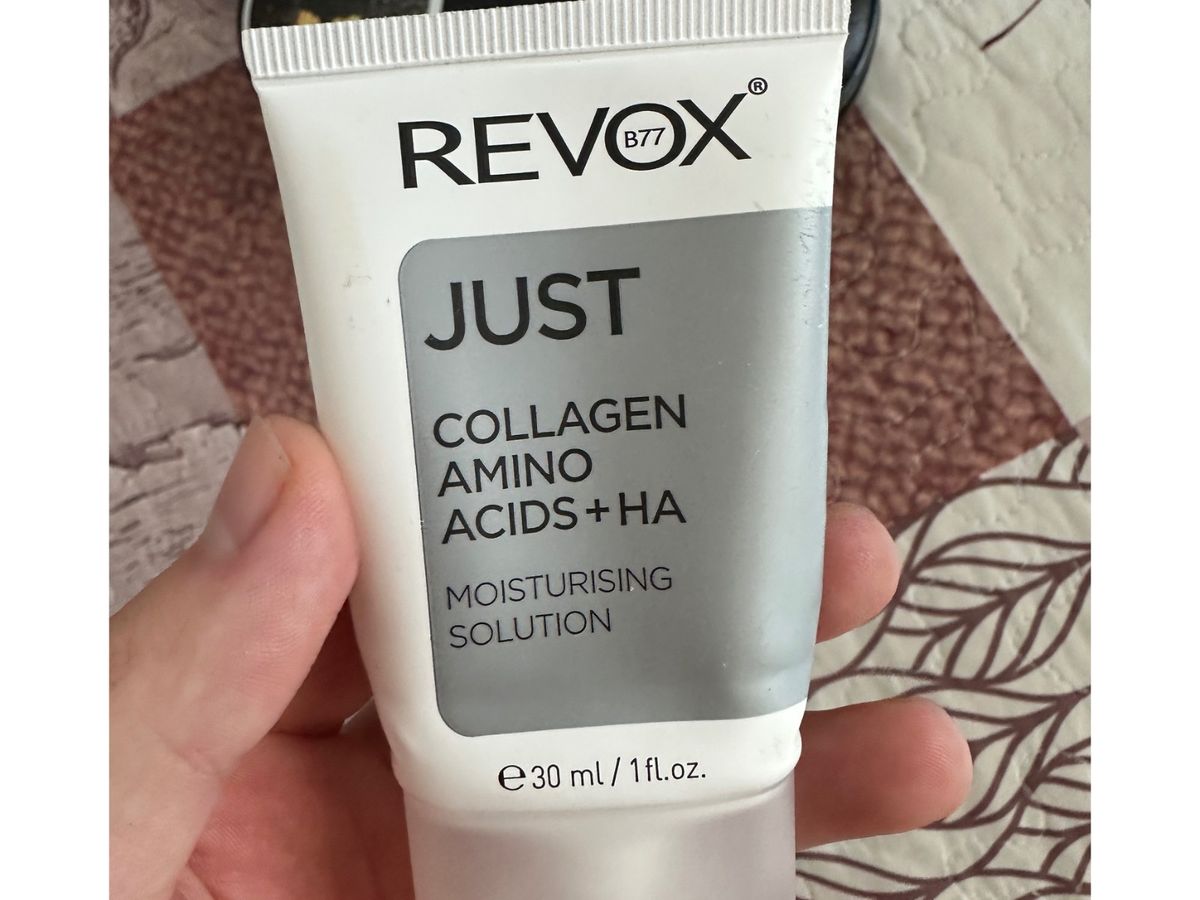 REVOX®
B77
JUST
COLLAGEN
AMINO
ACIDS+HA
MOISTURISING
SOLUTION
℮30 ml / 1fl.oz.